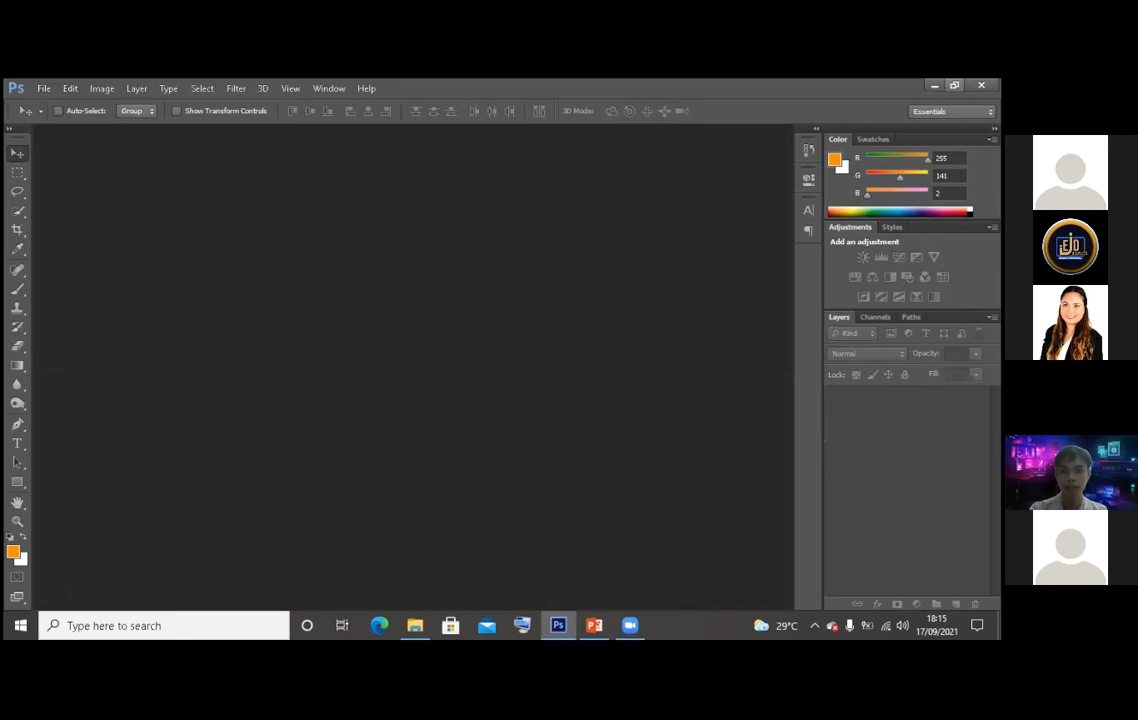 Ps File Edit Image Layer Type Select Filter 3D View Window Help
Auto-Select: Group Show Transform Controls 3D Mode: Essentials
Color Swatches
R 255
G 141
B 2
Adjustments Styles
Add an adjustment
Layers Channels Paths
Kind T
Normal Opacity:
Lock: Fill:
A
¶
T
JEJD
Type here to search
Ps
29°C
18:15
17/09/2021